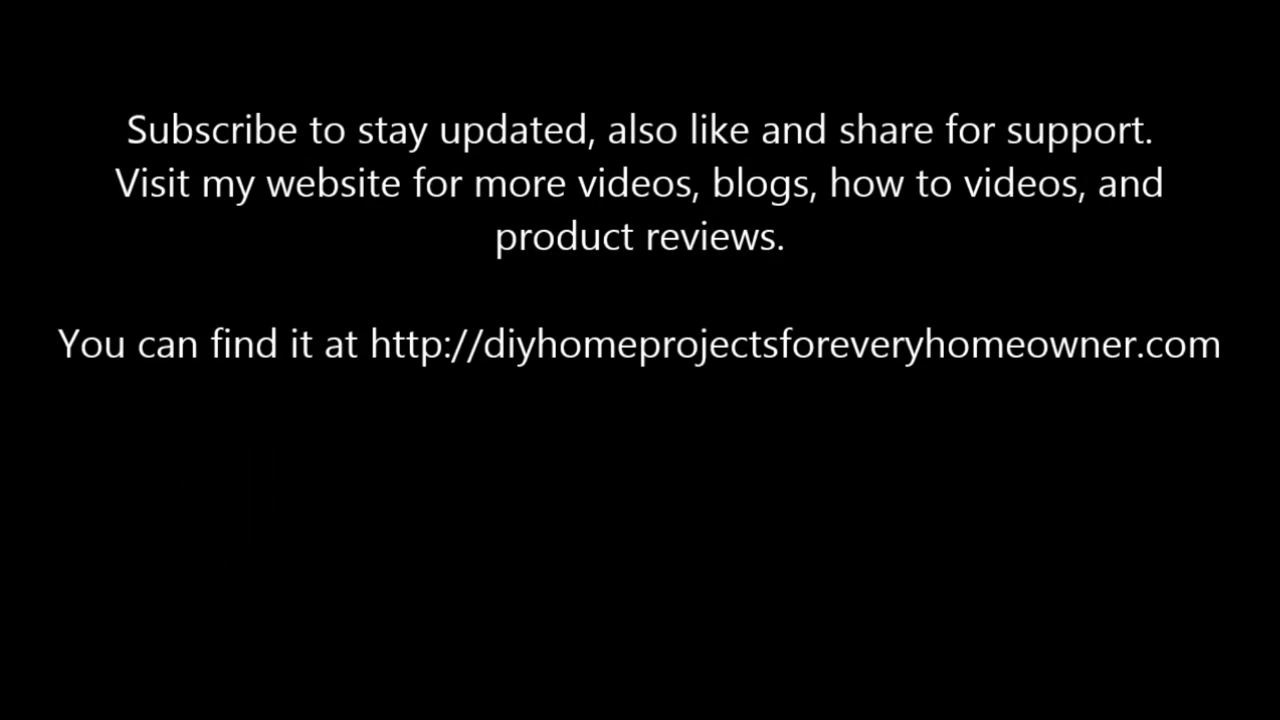 Subscribe to stay updated, also like and share for support.
Visit my website for more videos, blogs, how to videos, and
product reviews.
You can find it at http://diyhomeprojectsforeveryhomeowner.com